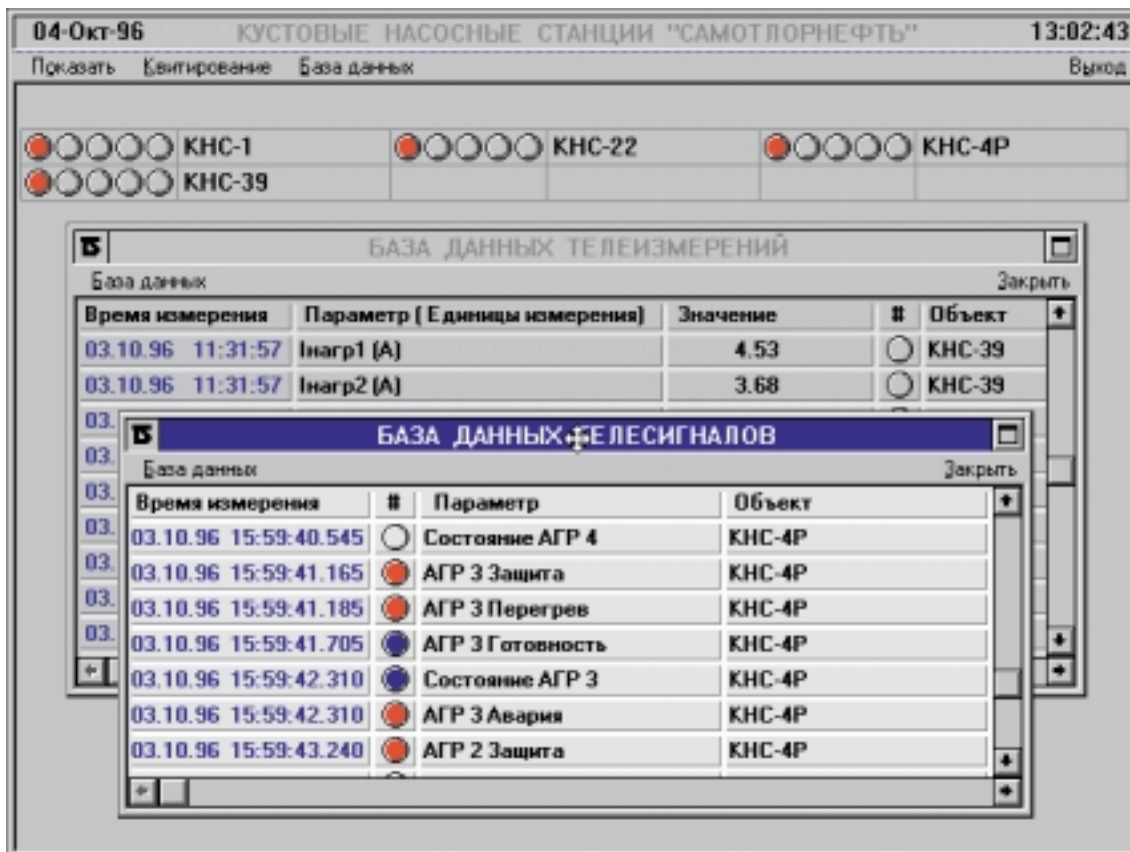 04-Окт-96 КУСТОВЫЕ НАСОСНЫЕ СТАНЦИИ "САМОТЛОРНЕФТЬ" 13:02:43
Показать Квитирование База данных Выход
КНС-1 КНС-22 КНС-4Р
КНС-39
БАЗА ДАННЫХ ТЕЛЕИЗМЕРЕНИЙ
База данных Закрыть
Время измерения Параметр ( Единицы измерения) Значение # Объект
03.10.96 11:31:57 Iнагр1 (А) 4.53 КНС-39
03.10.96 11:31:57 Iнагр2 (А) 3.68 КНС-39
03.
03.
03.
03.
03.
03.
03.
БАЗА ДАННЫХ ТЕЛЕСИГНАЛОВ
База данных Закрыть
Время измерения # Параметр Объект
03.10.96 15:59:40.545 Состояние АГР 4 КНС-4Р
03.10.96 15:59:41.165 АГР 3 Защита КНС-4Р
03.10.96 15:59:41.185 АГР 3 Перегрев КНС-4Р
03.10.96 15:59:41.705 АГР 3 Готовность КНС-4Р
03.10.96 15:59:42.310 Состояние АГР 3 КНС-4Р
03.10.96 15:59:42.310 АГР 3 Авария КНС-4Р
03.10.96 15:59:43.240 АГР 2 Защита КНС-4Р